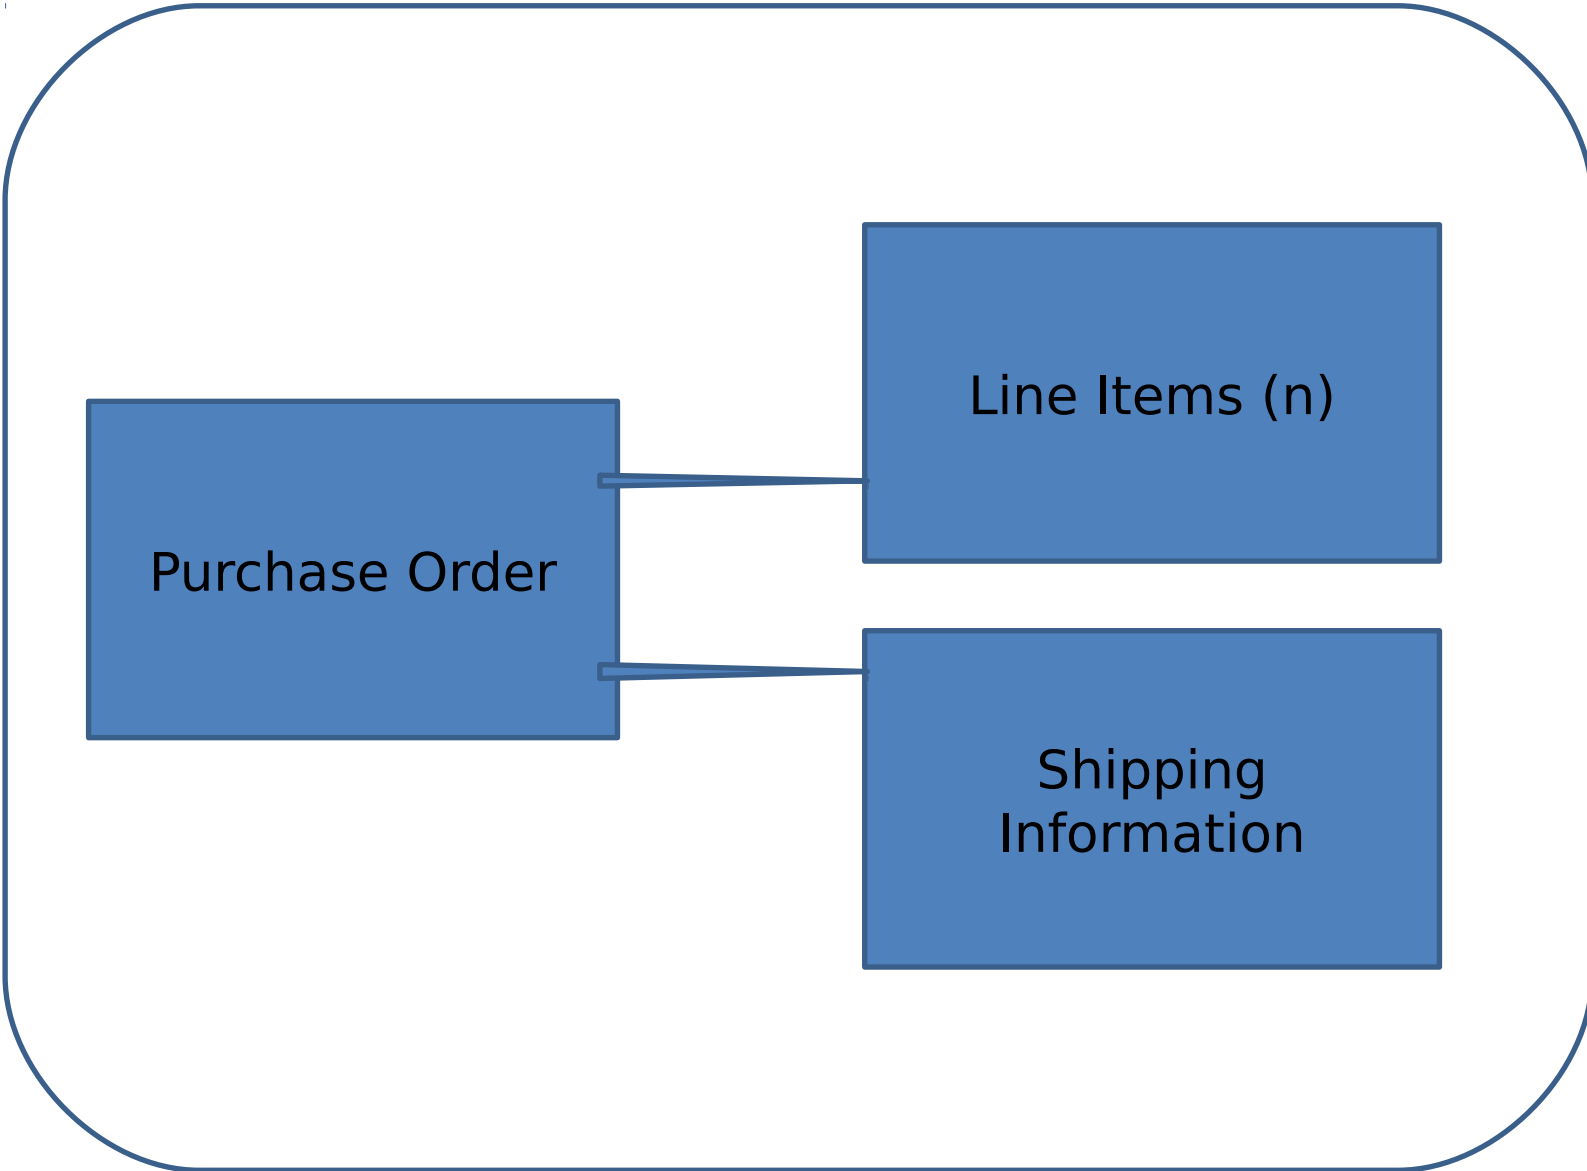 Line Items (n)
Purchase Order
Shipping
Information